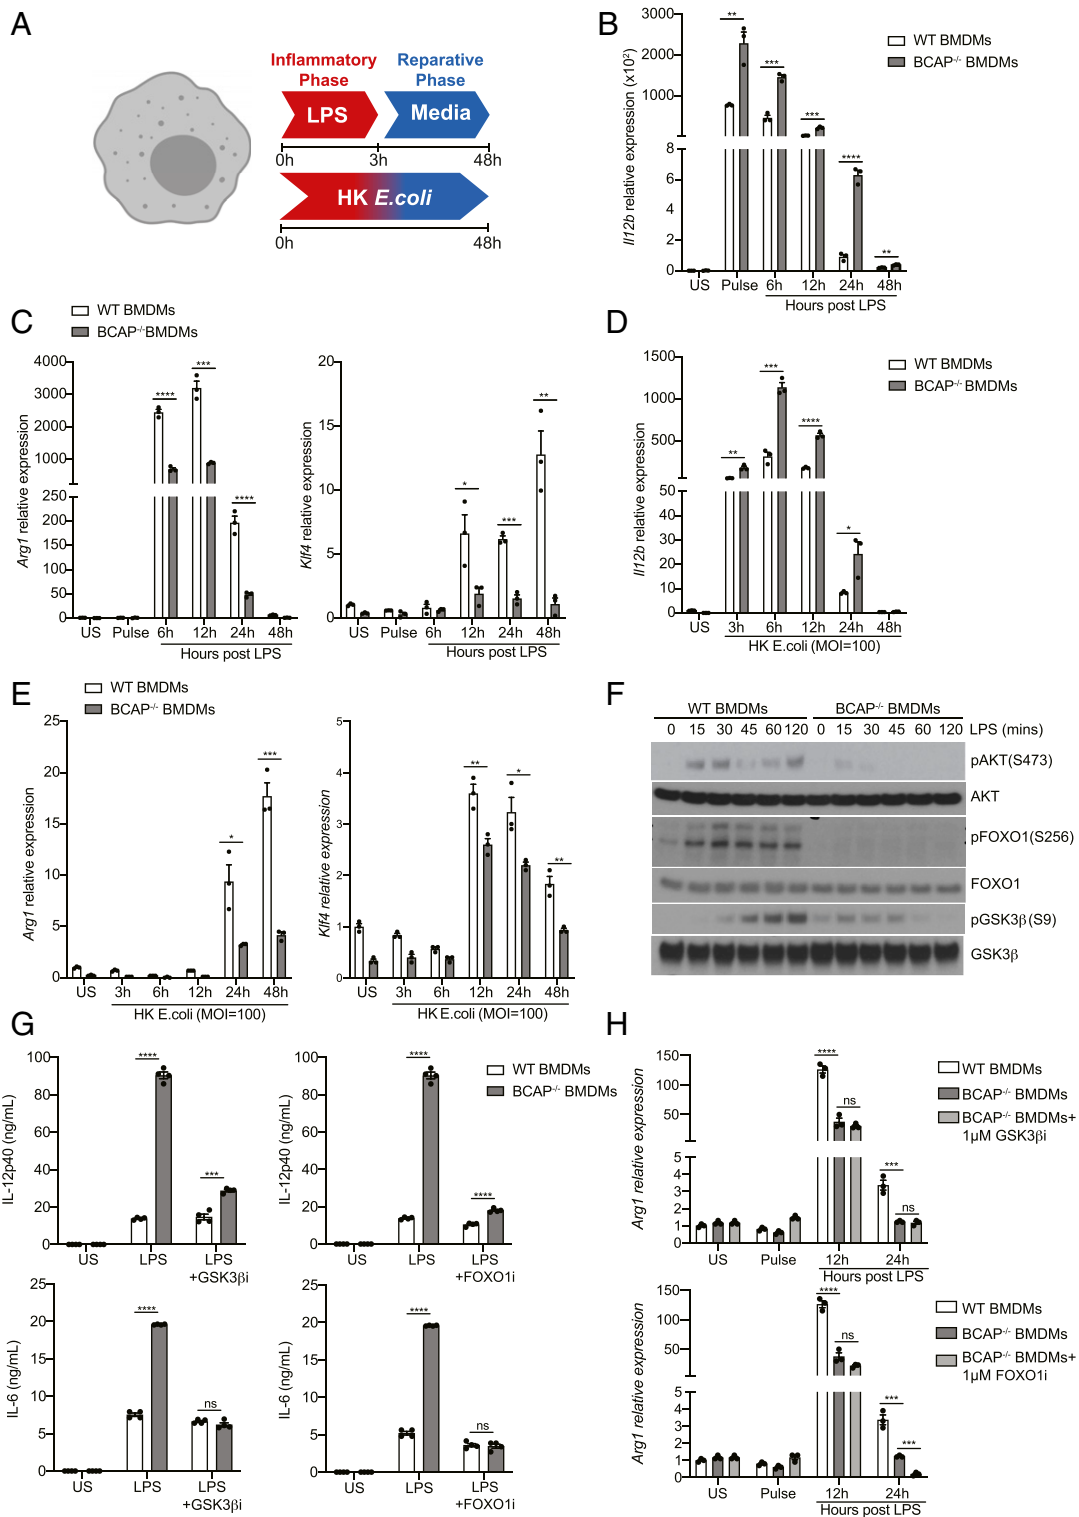 A
Inflammatory Phase
Reparative Phase
LPS
Media
0h 3h 48h
HK E.coli
0h 48h
B
WT BMDMs
BCAP-/- BMDMs
Il12b relative expression (x10²)
3000
2000
1000
8
6
4
2
0
** *** *** **** **
US Pulse 6h 12h 24h 48h
Hours post LPS
C
WT BMDMs
BCAP-/-BMDMs
Arg1 relative expression
4000
3000
2000
1000
250
200
150
100
50
0
**** *** ****
US Pulse 6h 12h 24h 48h
Hours post LPS
Klf4 relative expression
20
15
10
5
0
* *** **
US Pulse 6h 12h 24h 48h
Hours post LPS
D
WT BMDMs
BCAP-/- BMDMs
Il12b relative expression
1500
1000
500
50
40
30
20
10
0
** *** **** *
US 3h 6h 12h 24h 48h
HK E.coli (MOI=100)
E
WT BMDMs
BCAP-/- BMDMs
Arg1 relative expression
25
20
15
10
5
0
* ***
US 3h 6h 12h 24h 48h
HK E.coli (MOI=100)
Klf4 relative expression
5
4
3
2
1
0
** * **
US 3h 6h 12h 24h 48h
HK E.coli (MOI=100)
F
WT BMDMs BCAP-/- BMDMs
0 15 30 45 60 120 0 15 30 45 60 120 LPS (mins)
pAKT(S473)
AKT
pFOXO1(S256)
FOXO1
pGSK3β(S9)
GSK3β
G
WT BMDMs
BCAP-/- BMDMs
IL-12p40 (ng/mL)
100
80
60
40
20
0
**** ***
US LPS LPS +GSK3βi
IL-12p40 (ng/mL)
100
80
60
40
20
0
**** ****
US LPS LPS +FOXO1i
IL-6 (ng/mL)
25
20
15
10
5
0
**** ns
US LPS LPS +GSK3βi
IL-6 (ng/mL)
25
20
15
10
5
0
**** ns
US LPS LPS +FOXO1i
H
WT BMDMs
BCAP-/- BMDMs
BCAP-/- BMDMs+
1µM GSK3βi
Arg1 relative expression
150
100
50
5
4
3
2
1
0
**** ns *** ns
US Pulse 12h 24h
Hours post LPS
WT BMDMs
BCAP-/- BMDMs
BCAP-/- BMDMs+
1µM FOXO1i
Arg1 relative expression
150
100
50
5
4
3
2
1
0
**** ns *** ***
US Pulse 12h 24h
Hours post LPS